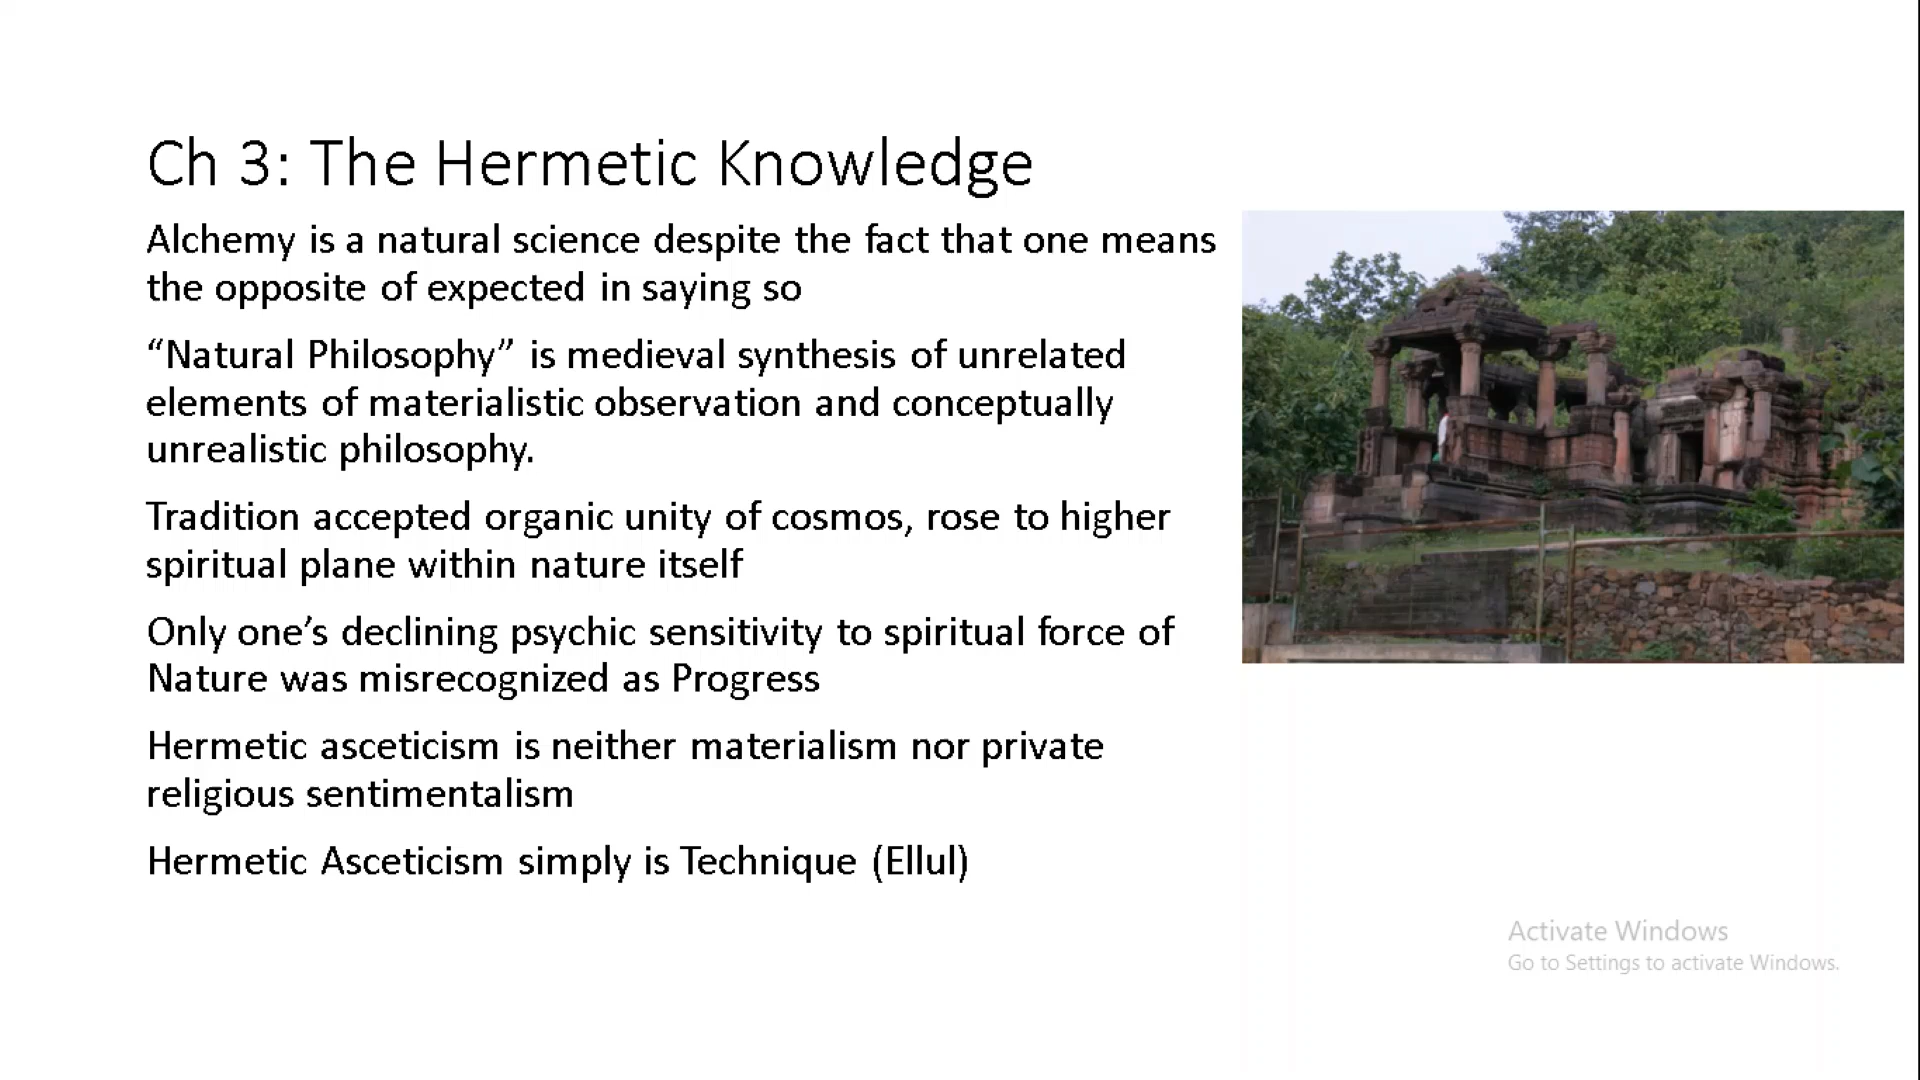 Ch 3: The Hermetic Knowledge
Alchemy is a natural science despite the fact that one means
the opposite of expected in saying so
“Natural Philosophy” is medieval synthesis of unrelated
elements of materialistic observation and conceptually
unrealistic philosophy.
Tradition accepted organic unity of cosmos, rose to higher
spiritual plane within nature itself
Only one’s declining psychic sensitivity to spiritual force of
Nature was misrecognized as Progress
Hermetic asceticism is neither materialism nor private
religious sentimentalism
Hermetic Asceticism simply is Technique (Ellul)
Activate Windows
Go to Settings to activate Windows.